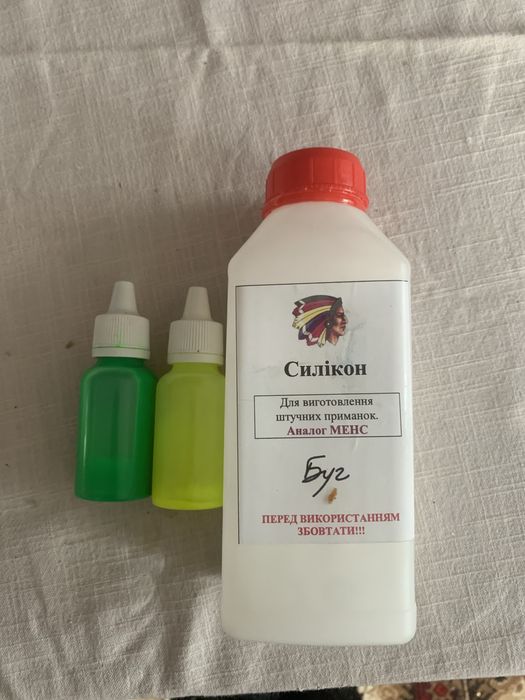 Силікон
Для виготовлення
штучних приманок.
Аналог МЕНС
Буг
ПЕРЕД ВИКОРИСТАННЯМ
ЗБОВТАТИ!!!